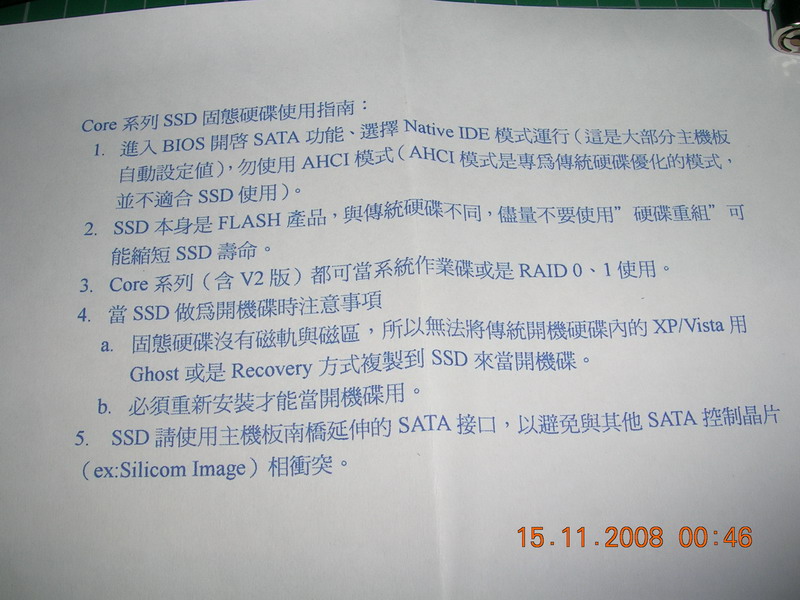 Core 系列 SSD 固態硬碟使用指南：
1. 進入 BIOS 開啓 SATA 功能、選擇 Native IDE 模式運行（這是大部分主機板
自動設定値），勿使用 AHCI 模式（AHCI 模式是專爲傳統硬碟優化的模式，
並不適合 SSD 使用）。
2. SSD 本身是 FLASH 產品，與傳統硬碟不同，儘量不要使用”硬碟重組”可
能縮短 SSD 壽命。
3. Core 系列（含 V2 版）都可當系統作業碟或是 RAID 0、1 使用。
4. 當 SSD 做爲開機碟時注意事項
a. 固態硬碟沒有磁軌與磁區，所以無法將傳統開機硬碟內的 XP/Vista 用
Ghost 或是 Recovery 方式複製到 SSD 來當開機碟。
b. 必須重新安裝才能當開機碟用。
5. SSD 請使用主機板南橋延伸的 SATA 接口，以避免與其他 SATA 控制晶片
（ex:Silicom Image）相衝突。
15.11.2008 00:46